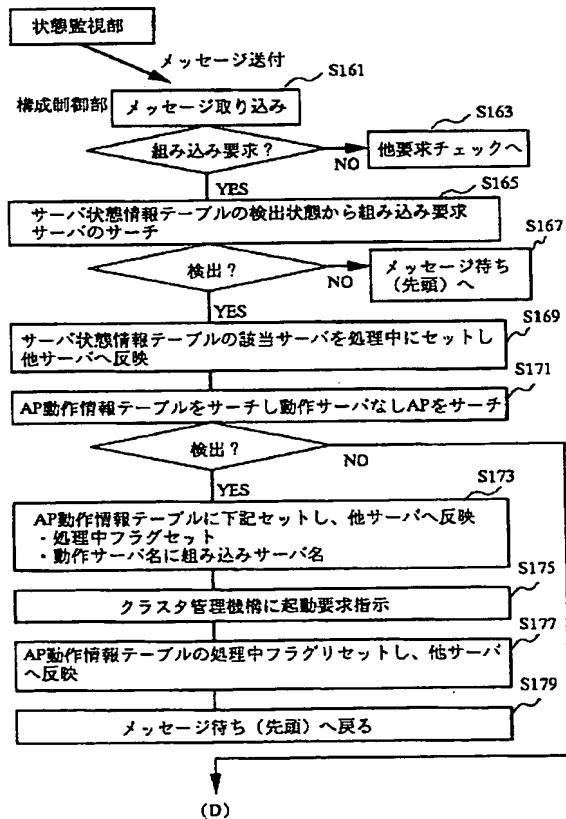 状態監視部
メッセージ送付
S161
構成制御部
メッセージ取り込み
S163
組み込み要求？
NO
他要求チェックへ
YES
S165
サーバ状態情報テーブルの検出状態から組み込み要求
サーバのサーチ
S167
検出？
NO
メッセージ待ち
（先頭）へ
YES
S169
サーバ状態情報テーブルの該当サーバを処理中にセットし
他サーバへ反映
S171
AP動作情報テーブルをサーチし動作サーバなしAPをサーチ
検出？
NO
YES
S173
AP動作情報テーブルに下記セットし、他サーバへ反映
・処理中フラグセット
・動作サーバ名に組み込みサーバ名
S175
クラスタ管理機構に起動要求指示
S177
AP動作情報テーブルの処理中フラグリセットし、他サーバ
へ反映
S179
メッセージ待ち（先頭）へ戻る
(D)